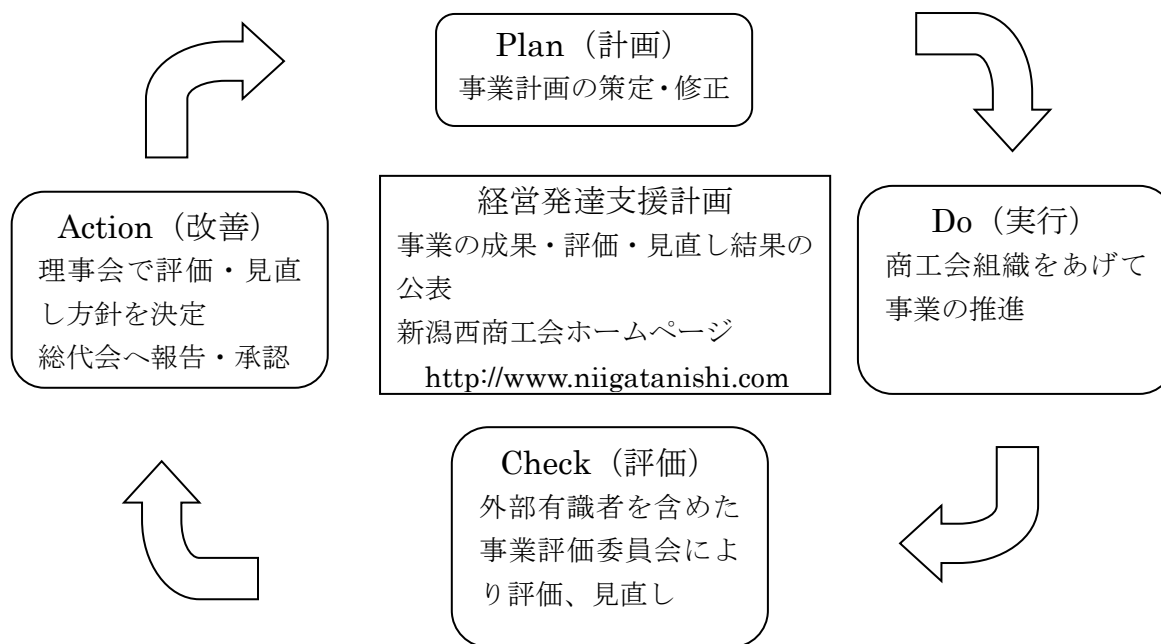 Plan（計画）
事業計画の策定・修正
Action（改善）
理事会で評価・見直
し方針を決定
総代会へ報告・承認
経営発達支援計画
事業の成果・評価・見直し結果の
公表
新潟西商工会ホームページ
http://www.niigatanishi.com
Do（実行）
商工会組織をあげて
事業の推進
Check（評価）
外部有識者を含めた
事業評価委員会によ
り評価、見直し